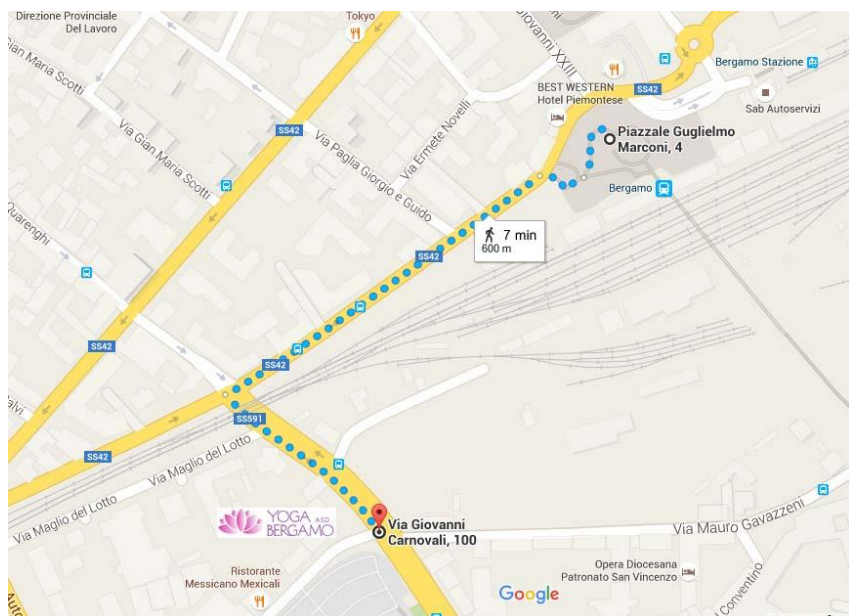 Direzione Provinciale
Del Lavoro
Tokyo
Giovanni XXIII
Gian Maria Scotti
BEST WESTERN
Hotel Piemontese
SS42
Bergamo Stazione
Sab Autoservizi
SS42
Via Gian Maria Scotti
Via Paglia Giorgio e Guido
Via Ermete Novelli
Piazzale Guglielmo
Marconi, 4
Bergamo
Quarenghi
7 min
600 m
SS42
SS42
SS42
SS591
SS42
Via Maglio del Lotto
Via Maglio del Lotto
YOGA ASD
BERGAMO
Via Giovanni
Carnovali, 100
Via Mauro Gavazzeni
Ristorante
Messicano Mexicali
Opera Diocesana
Patronato San Vincenzo
Google
Conventino